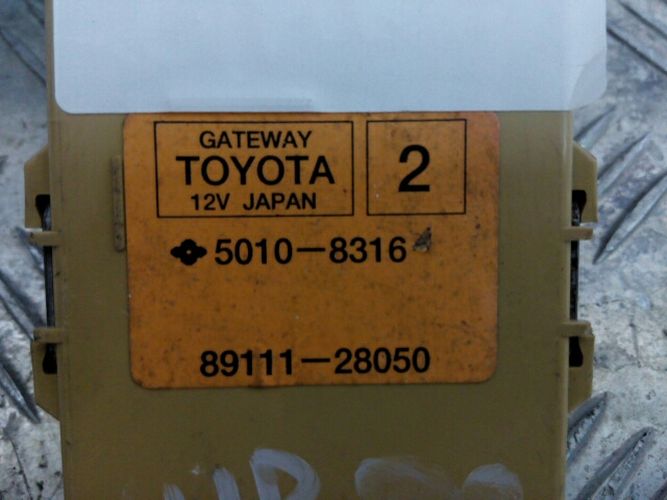 GATEWAY
TOYOTA
12V JAPAN
2
5010-8316
89111-28050